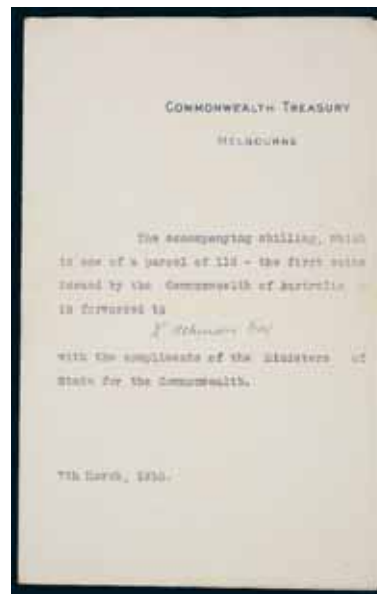 COMMONWEALTH TREASURY
MELBOURNE
The accompanying shilling, which
is one of a parcel of 110 - the first coins
issued by the Commonwealth of Australia -
is forwarded to
Esq
with the compliments of the Ministers of
State for the Commonwealth.
7th March, 1910.